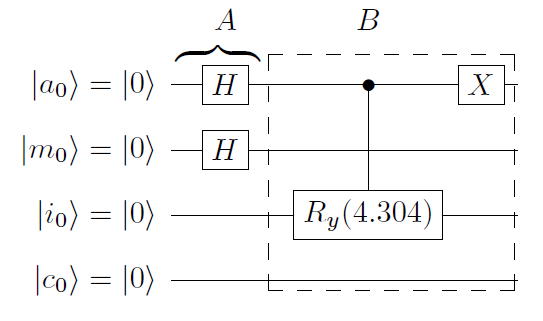 A B
|a₀⟩ = |0⟩ H X
|m₀⟩ = |0⟩ H
|i₀⟩ = |0⟩ R_y(4.304)
|c₀⟩ = |0⟩